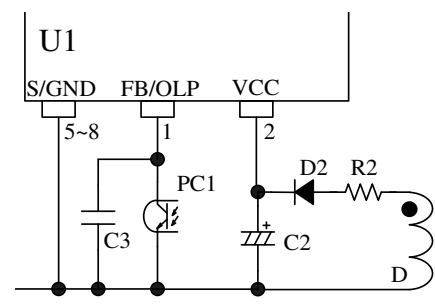 U1
S/GND FB/OLP VCC
5~8 1 2
D2 R2
PC1
C3 C2 +
D